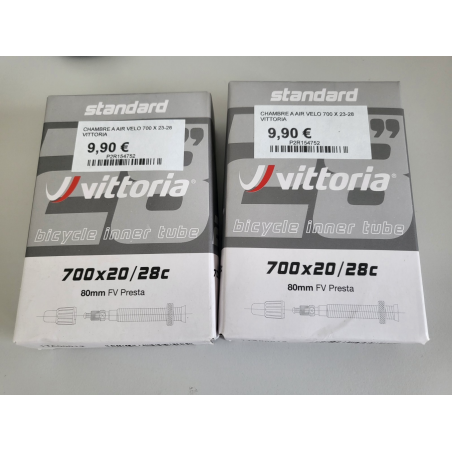 standard
CHAMBRE A AIR VELO 700 X 23-28
VITTORIA
9,90 €
P2R154752
28"
vittoria
bicycle inner tube
700x20/28c
80mm FV Presta
standard
CHAMBRE A AIR VELO 700 X 23-28
VITTORIA
9,90 €
P2R154752
28"
vittoria
bicycle inner tube
700x20/28c
80mm FV Presta